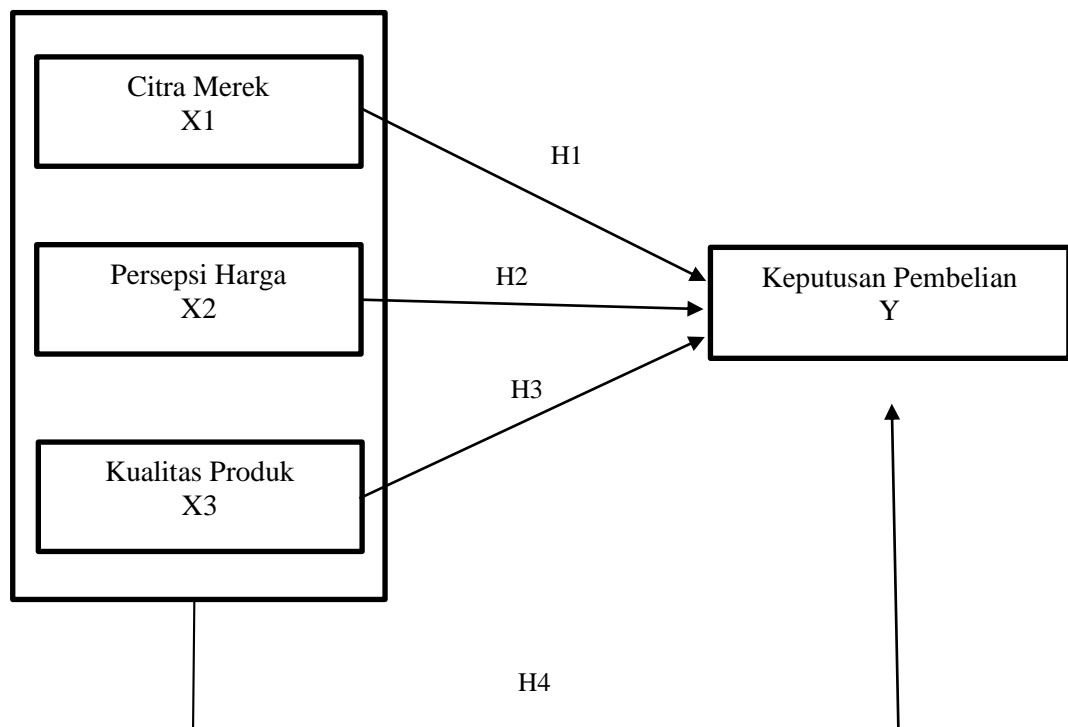 Citra Merek
X1
H1
Persepsi Harga
X2
H2
Keputusan Pembelian
Y
H3
Kualitas Produk
X3
H4